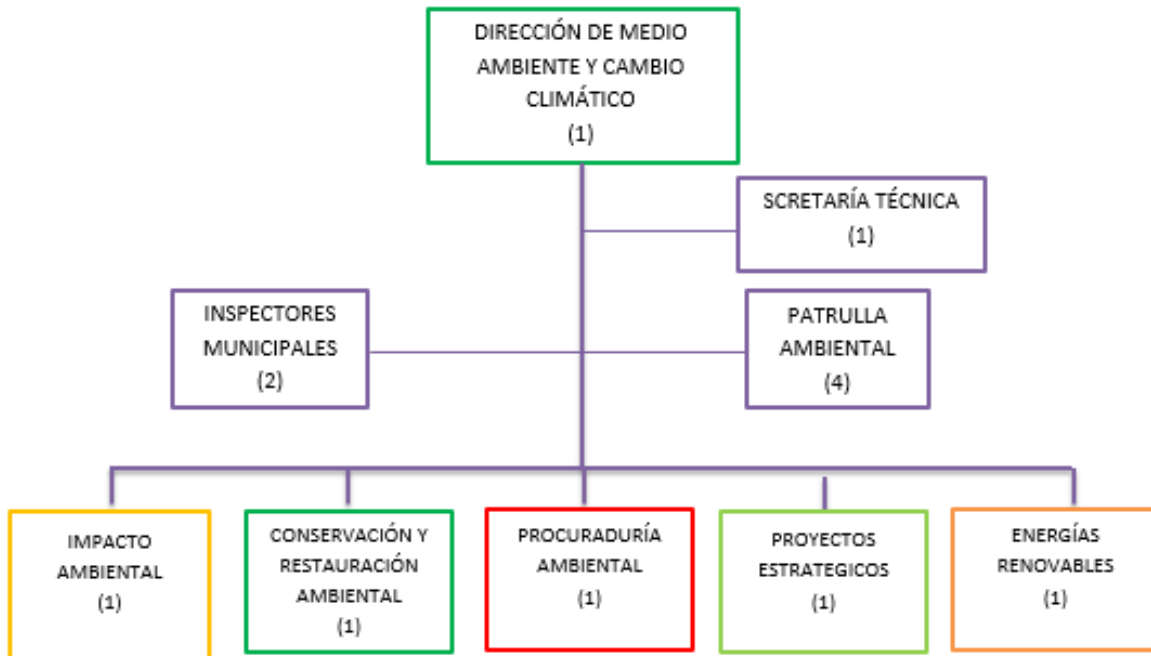 DIRECCIÓN DE MEDIO
AMBIENTE Y CAMBIO
CLIMÁTICO
(1)
SCRETARÍA TÉCNICA
(1)
INSPECTORES
MUNICIPALES
(2)
PATRULLA
AMBIENTAL
(4)
IMPACTO
AMBIENTAL
(1)
CONSERVACIÓN Y
RESTAURACIÓN
AMBIENTAL
(1)
PROCURADURÍA
AMBIENTAL
(1)
PROYECTOS
ESTRATEGICOS
(1)
ENERGÍAS
RENOVABLES
(1)